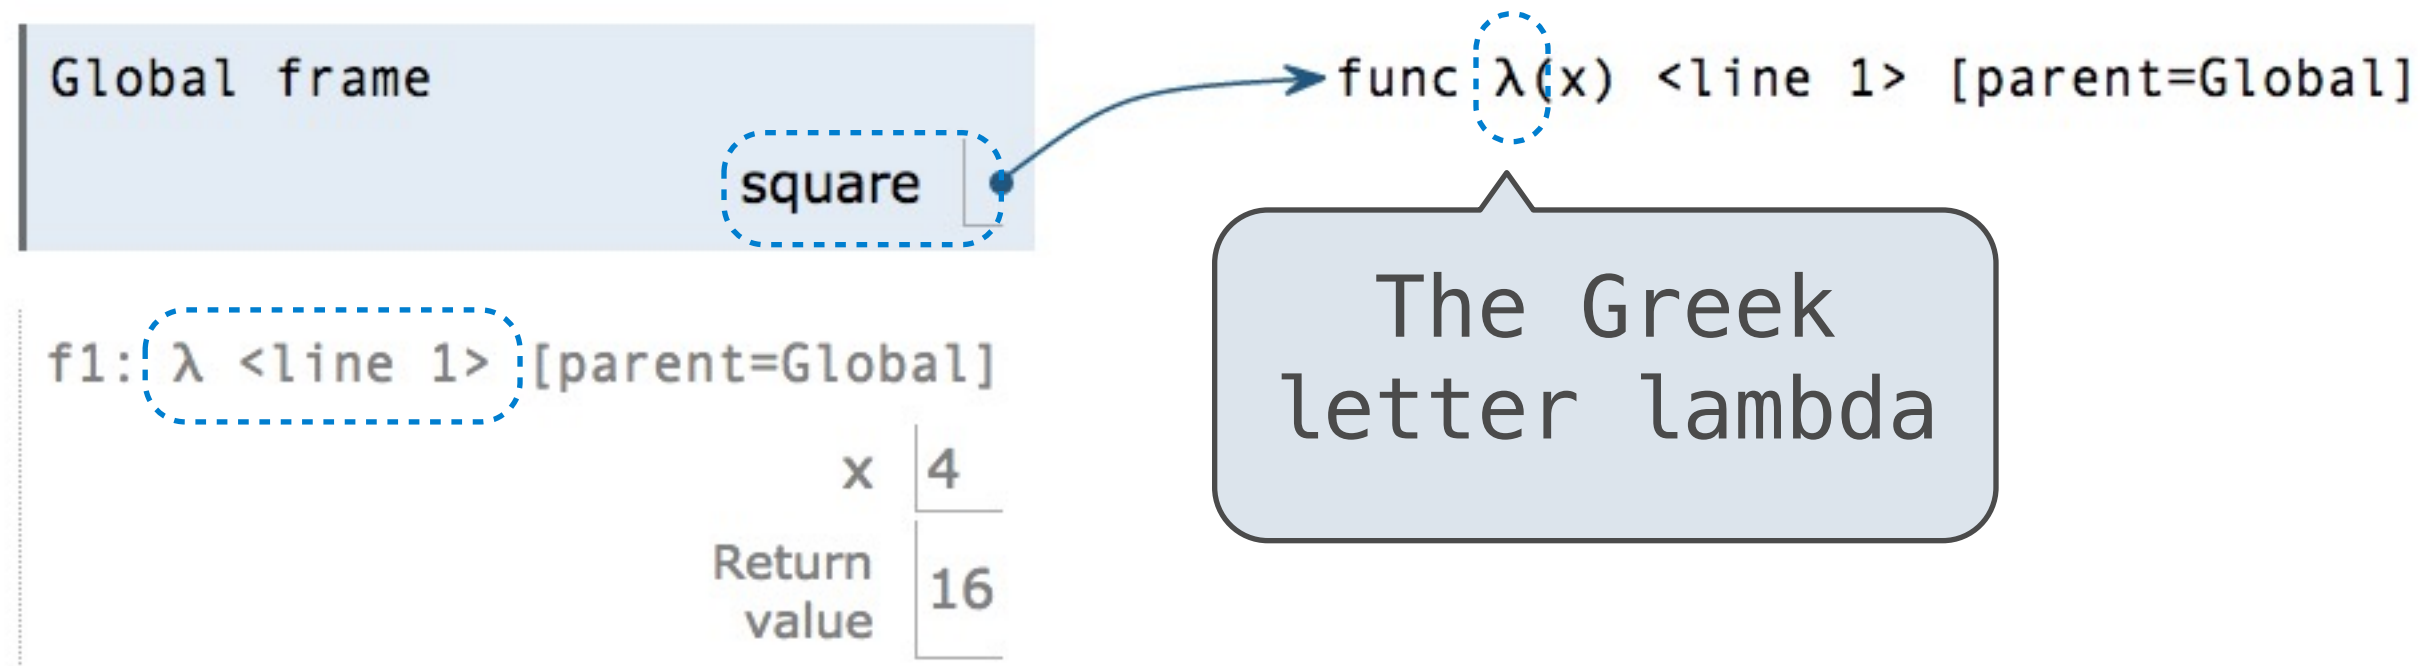 Global frame
func λ(x) <line 1> [parent=Global]
square
f1: λ <line 1> [parent=Global]
x 4
Return
value 16
The Greek
letter lambda